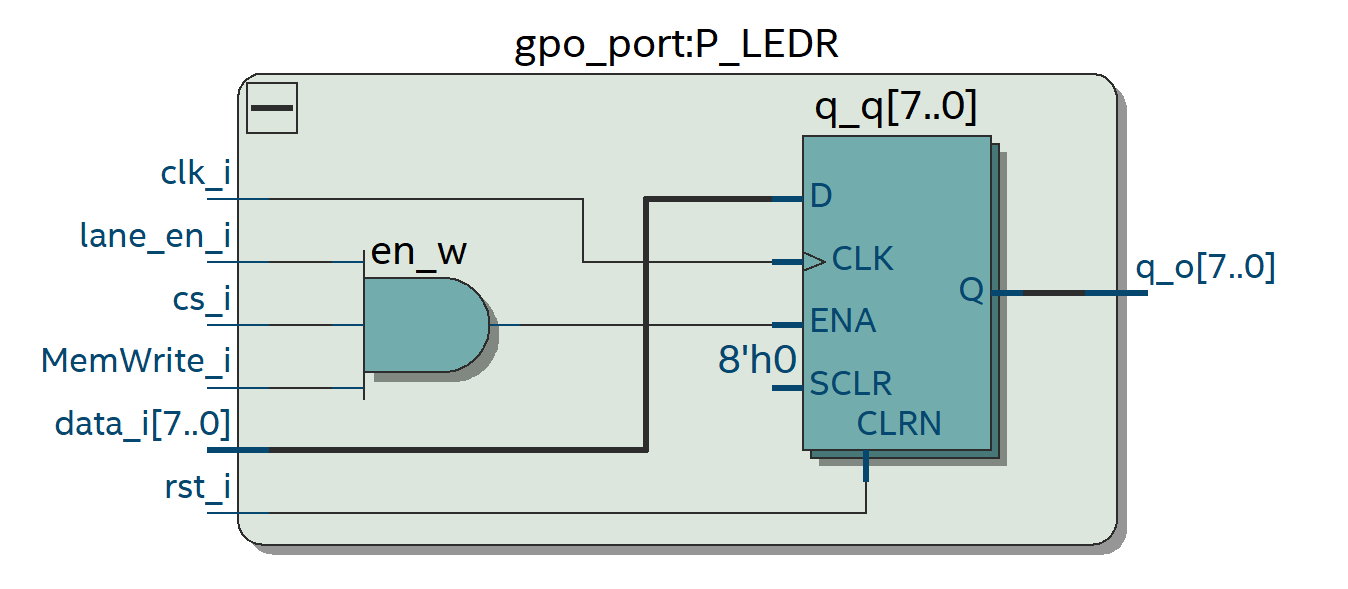 gpo_port:P_LEDR
q_q[7..0]
clk_i
lane_en_i
en_w
cs_i
MemWrite_i
data_i[7..0]
rst_i
D
CLK
ENA
8'h0
SCLR
CLRN
Q
q_o[7..0]